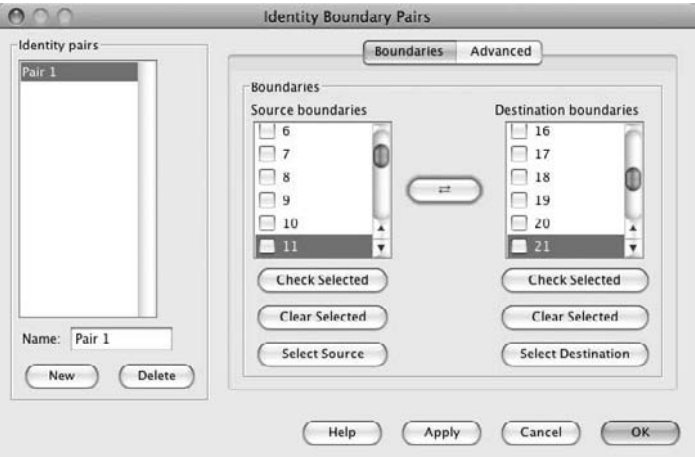 Identity Boundary Pairs
Identity pairs
Pair 1
Name: Pair 1
New Delete
Boundaries Advanced
Boundaries
Source boundaries
6
7
8
9
10
11
Check Selected
Clear Selected
Select Source
⇄
Destination boundaries
16
17
18
19
20
21
Check Selected
Clear Selected
Select Destination
Help Apply Cancel OK